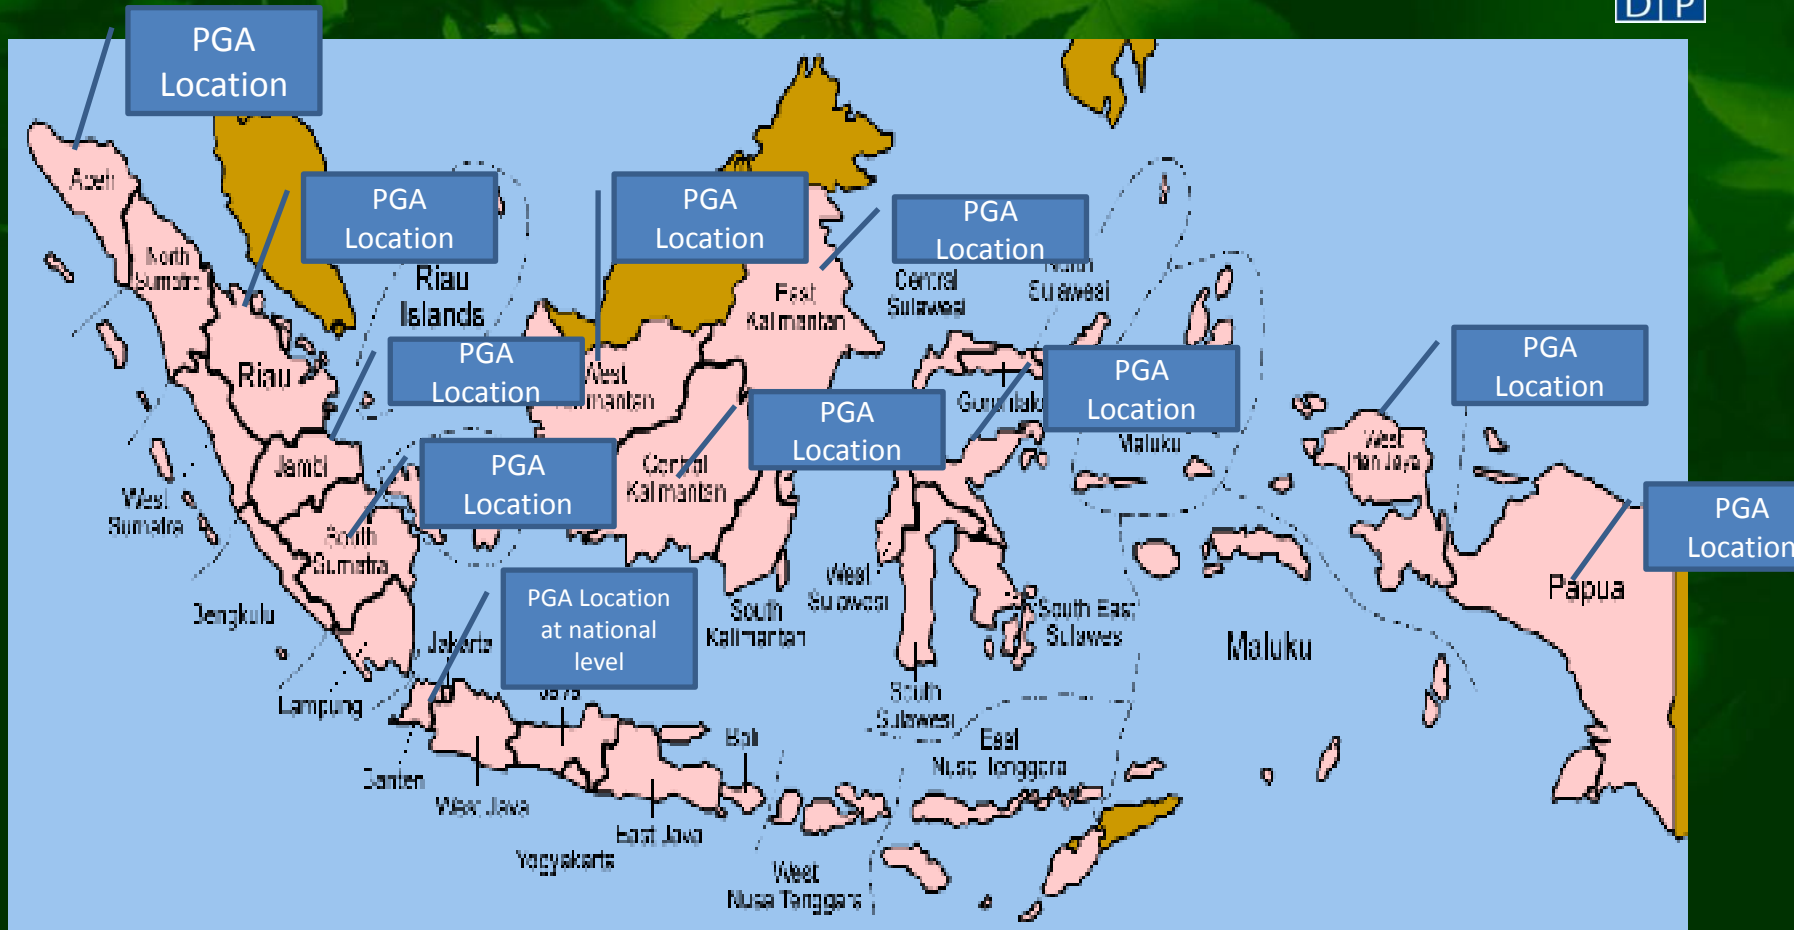 D P
PGA
Location
Aceh
PGA
Location
PGA
Location
PGA
Location
North
Sumatra
Riau
Islands
East
Kalimantan
Central
Sulawesi
North
Sulawesi
PGA
Location
Riau
West
Kalimantan
PGA
Location
PGA
Location
Gorontalo
PGA
Location
Maluku
West
Irian Jaya
PGA
Location
Jambi
Central
Kalimantan
West
Sumatra
South
Sumatra
PGA
Location
Papua
Bengkulu
Jakarta
PGA Location
at national
level
South
Kalimantan
West
Sulawesi
South East
Sulawesi
Maluku
Lampung
Java
South
Sulawesi
Bali
East
Nusa Tenggara
Banten
West Java
East Java
Yogyakarta
West
Nusa Tenggara